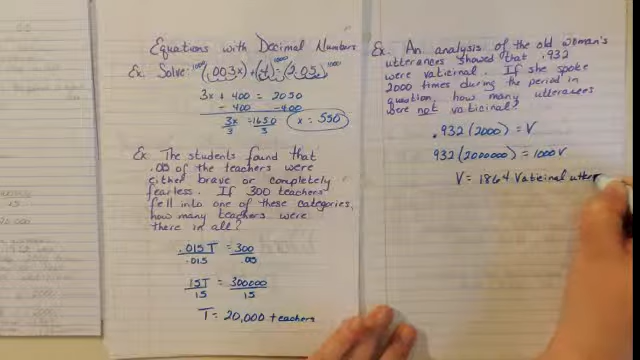 Equations with Decimal Numbers
Ex: Solve: 1000(.003x) + (.4)1000 = (2.05)1000
3x + 400 = 2050
- 400 -400
3x = 1650
3 3
x = 550
Ex: The students found that
of the teachers were
either brave or completely
fearless. If 300 teachers
fell into one of these categories,
how many teachers were
there in all?
.015T = 300
.015
15T = 300000
15 15
T = 20,000 teachers
Ex: An analysis of the old woman's
utterances showed that .932
were vaticinal. If she spoke
2000 times during the period in
question, how many utterances
were not vaticinal?
.932(2000) = V
932(2000000) = 1000V
V = 1864 Vaticinal utter